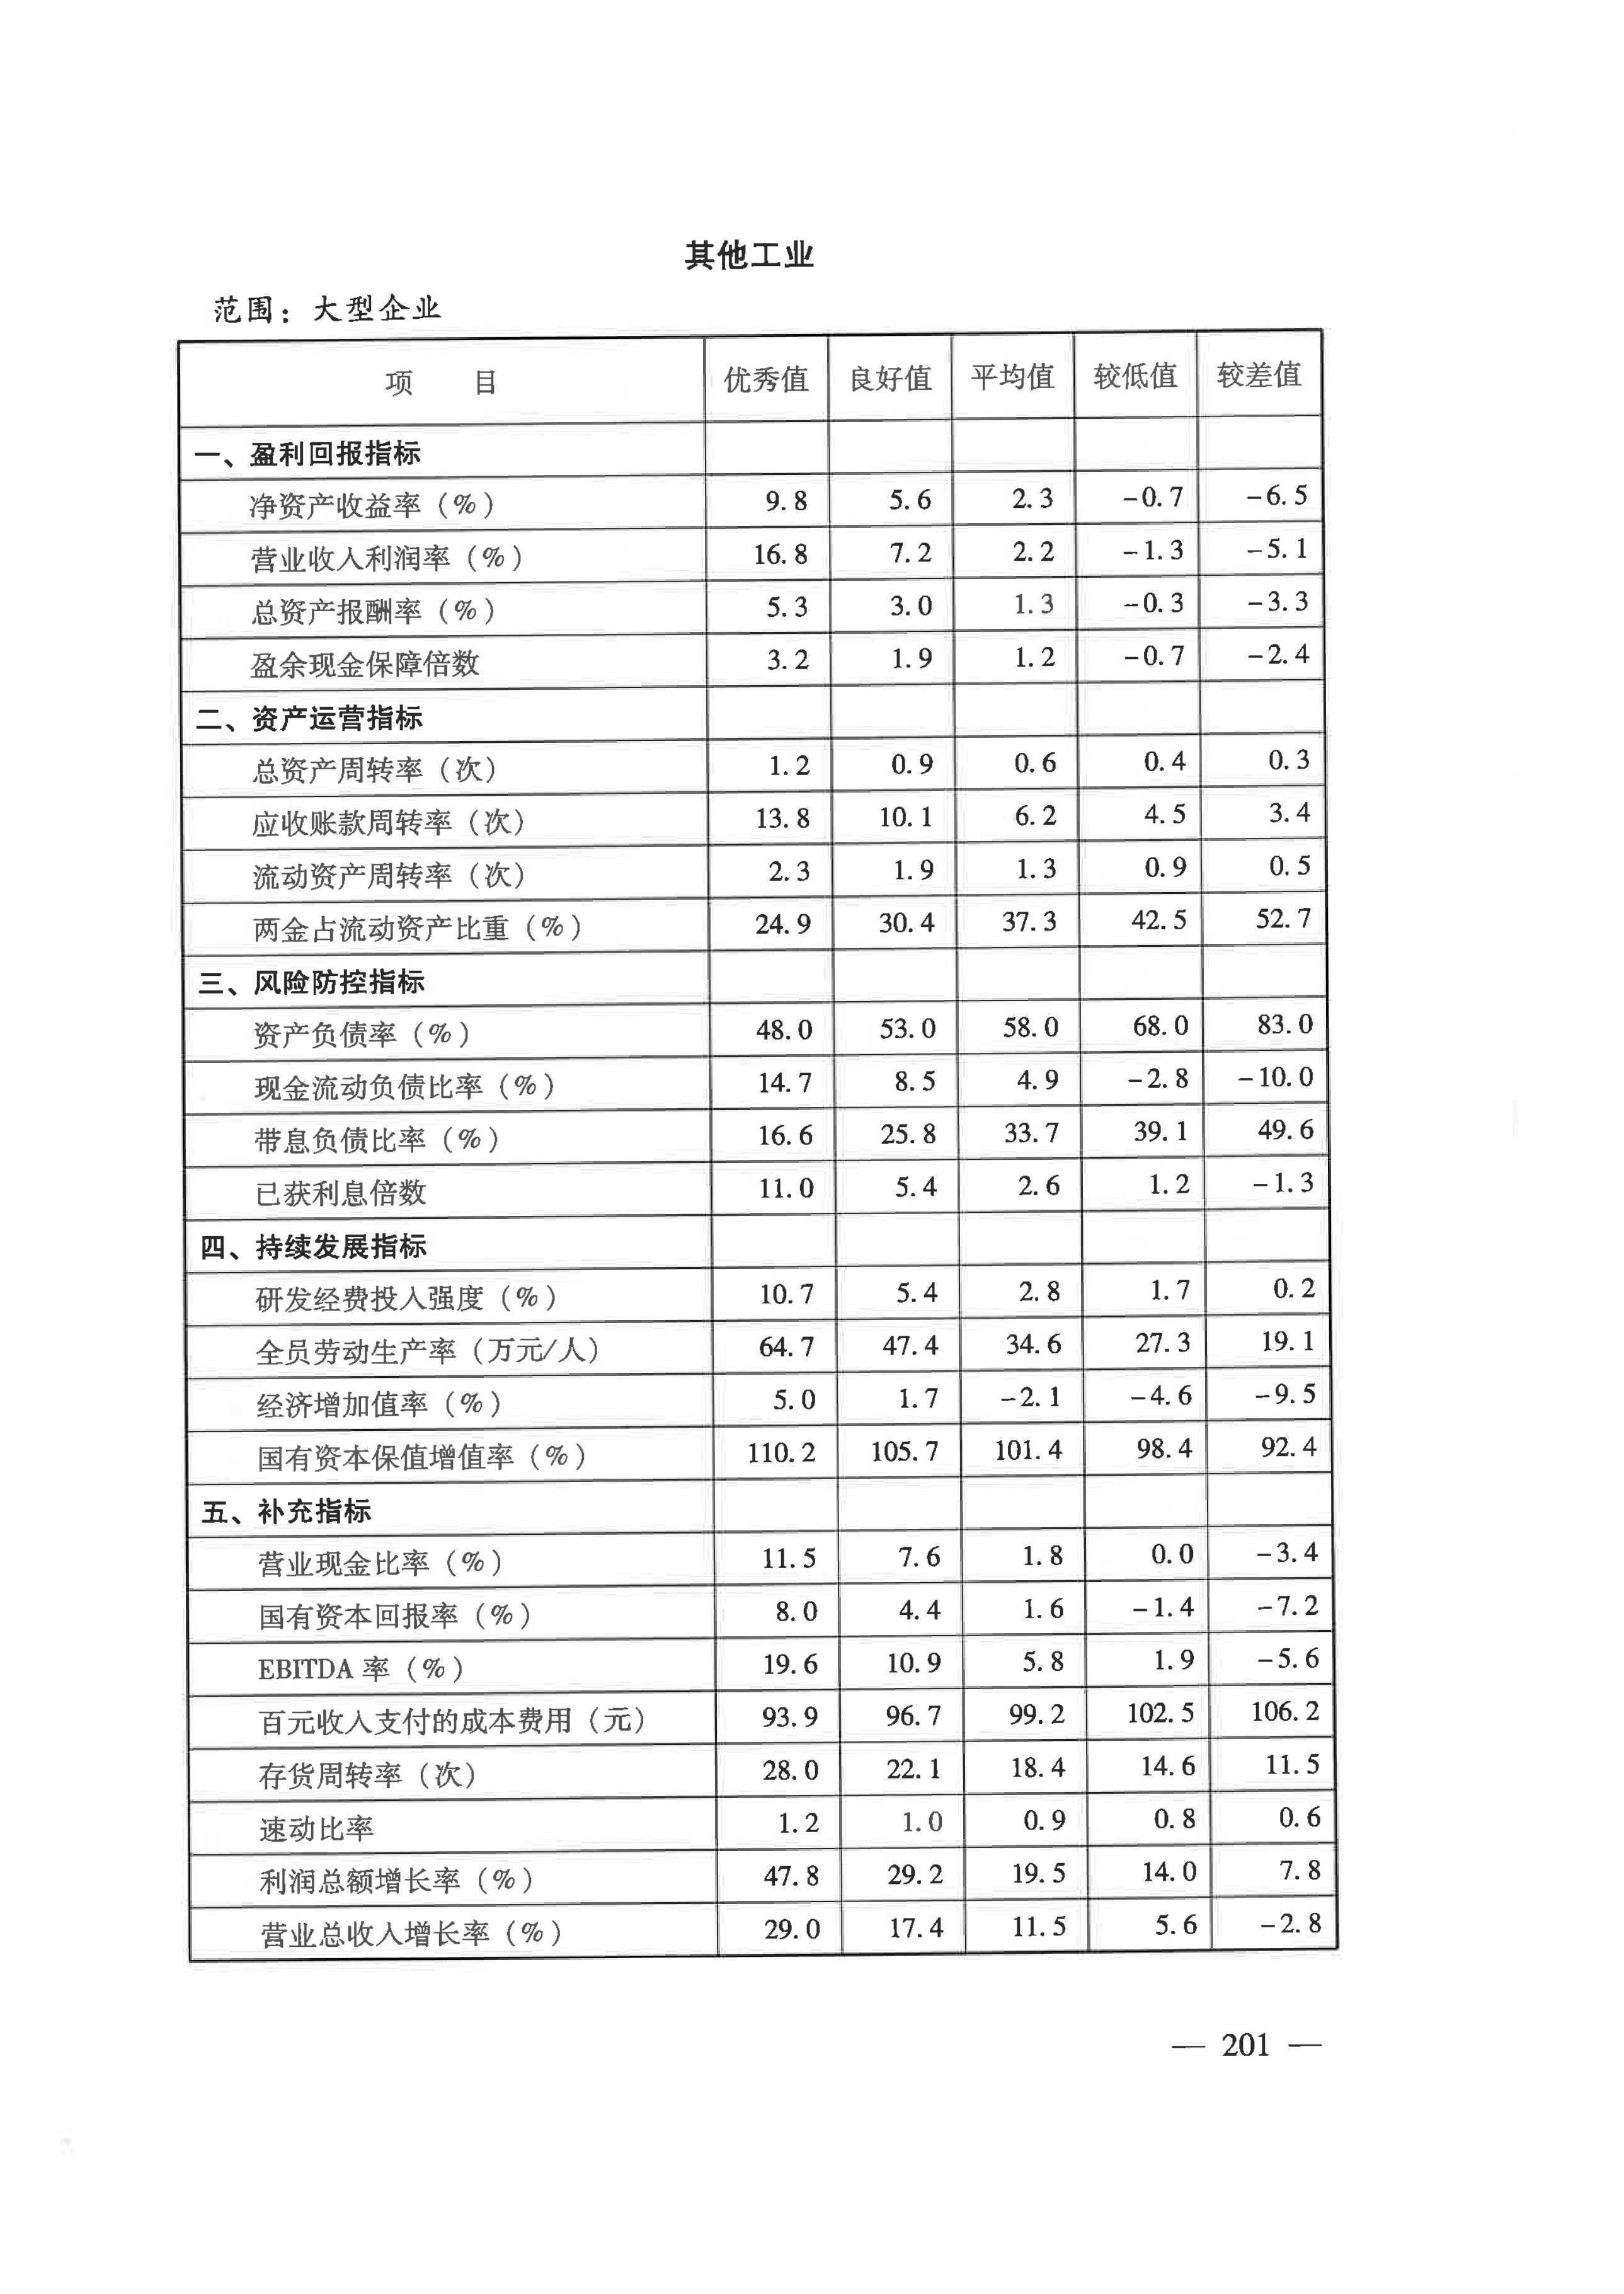 其他工业
范围：大型企业
项 目 优秀值 良好值 平均值 较低值 较差值
一、盈利回报指标
净资产收益率（%） 9.8 5.6 2.3 -0.7 -6.5
营业收入利润率（%） 16.8 7.2 2.2 -1.3 -5.1
总资产报酬率（%） 5.3 3.0 1.3 -0.3 -3.3
盈余现金保障倍数 3.2 1.9 1.2 -0.7 -2.4
二、资产运营指标
总资产周转率（次） 1.2 0.9 0.6 0.4 0.3
应收账款周转率（次） 13.8 10.1 6.2 4.5 3.4
流动资产周转率（次） 2.3 1.9 1.3 0.9 0.5
两金占流动资产比重（%） 24.9 30.4 37.3 42.5 52.7
三、风险防控指标
资产负债率（%） 48.0 53.0 58.0 68.0 83.0
现金流动负债比率（%） 14.7 8.5 4.9 -2.8 -10.0
带息负债比率（%） 16.6 25.8 33.7 39.1 49.6
已获利息倍数 11.0 5.4 2.6 1.2 -1.3
四、持续发展指标
研发经费投入强度（%） 10.7 5.4 2.8 1.7 0.2
全员劳动生产率（万元/人） 64.7 47.4 34.6 27.3 19.1
经济增加值率（%） 5.0 1.7 -2.1 -4.6 -9.5
国有资本保值增值率（%） 110.2 105.7 101.4 98.4 92.4
五、补充指标
营业现金比率（%） 11.5 7.6 1.8 0.0 -3.4
国有资本回报率（%） 8.0 4.4 1.6 -1.4 -7.2
EBITDA 率（%） 19.6 10.9 5.8 1.9 -5.6
百元收入支付的成本费用（元） 93.9 96.7 99.2 102.5 106.2
存货周转率（次） 28.0 22.1 18.4 14.6 11.5
速动比率 1.2 1.0 0.9 0.8 0.6
利润总额增长率（%） 47.8 29.2 19.5 14.0 7.8
营业总收入增长率（%） 29.0 17.4 11.5 5.6 -2.8
— 201 —